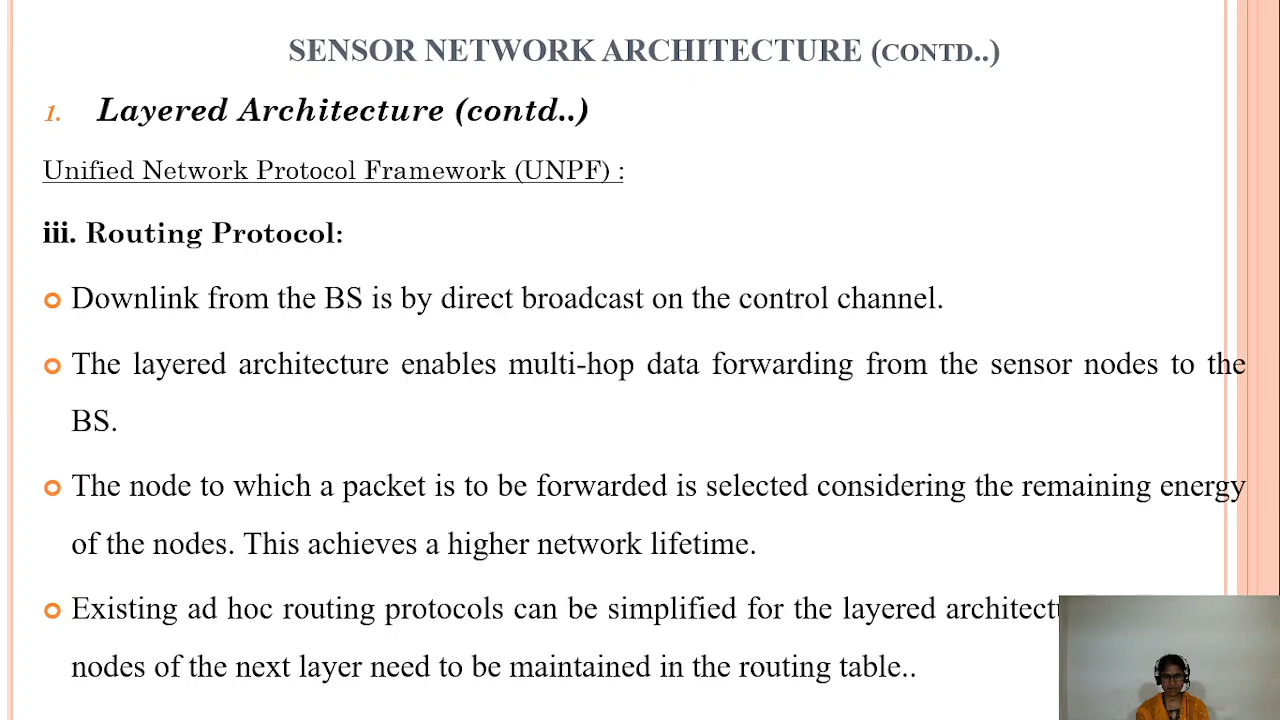 SENSOR NETWORK ARCHITECTURE (CONTD..)
1. Layered Architecture (contd..)
Unified Network Protocol Framework (UNPF) :
iii. Routing Protocol:
Downlink from the BS is by direct broadcast on the control channel.
The layered architecture enables multi-hop data forwarding from the sensor nodes to the
BS.
The node to which a packet is to be forwarded is selected considering the remaining energy
of the nodes. This achieves a higher network lifetime.
Existing ad hoc routing protocols can be simplified for the layered
nodes of the next layer need to be maintained in the routing table..